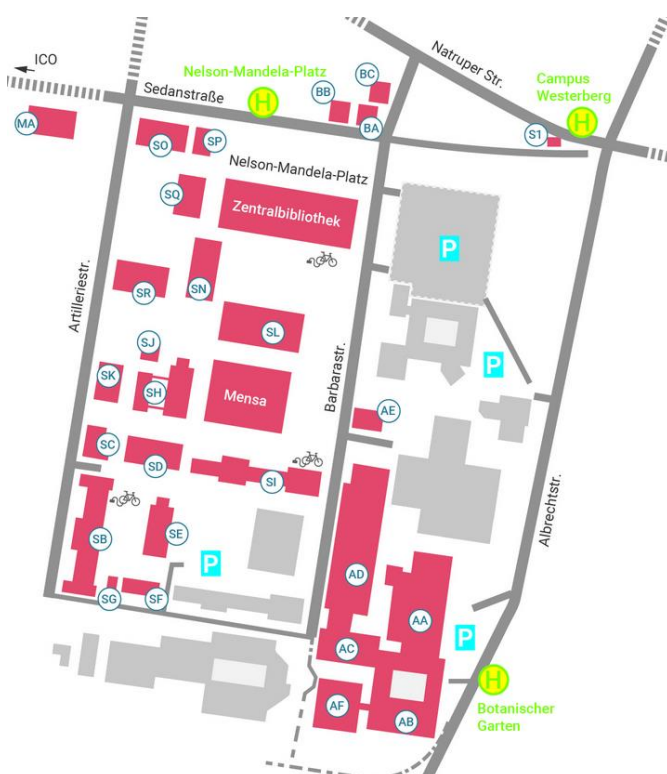 ICO
Natruper Str.
Nelson-Mandela-Platz
H
Campus
Westerberg
H
Sedanstraße
BC
BB
BA
MA
SO
SP
S1
Nelson-Mandela-Platz
SQ
Zentralbibliothek
P
SN
SR
Artilleriestr.
SL
SJ
SK
SH
Mensa
Barbarastr.
P
AE
SC
SD
SI
Albrechtstr.
SB
SE
P
AD
SG
SF
AA
P
AC
H
Botanischer
Garten
AF
AB